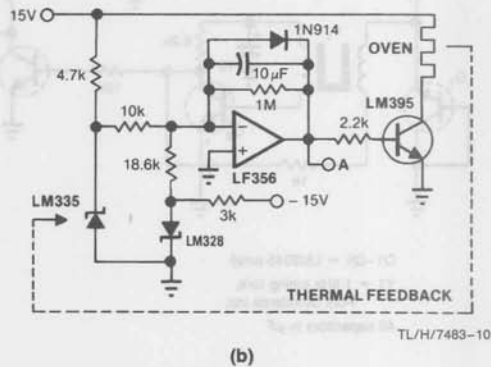 15V
1N914
OVEN
4.7k
10 μF
LM395
10k
1M
2.2k
18.6k
LF356
A
LM335
3k
- 15V
LM328
THERMAL FEEDBACK
TL/H/7483-10
(b)